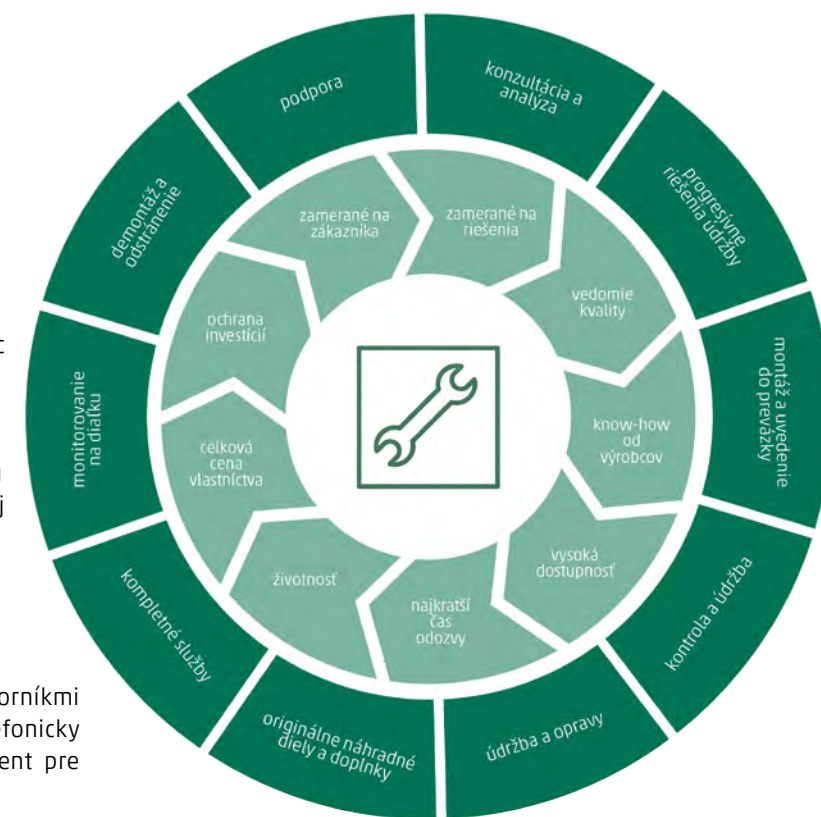 podpora
konzultácia a
analýza
progresívne
riešenia údržby
montáž a uvedenie
do prevázky
kontrola a údržba
údržba a opravy
originálne náhradné
diely a doplnky
kompletné služby
monitorovanie
na diaľku
demontáž a
odstránenie
zamerané na
zákazníka
zamerané na
riešenia
vedomie
kvality
know-how
od
výrobcov
vysoká
dostupnosť
najkratší
čas
odozvy
životnosť
celková
cena
vlastníctva
ochrana
investícií
j
orníkmi
efonicky
ent pre